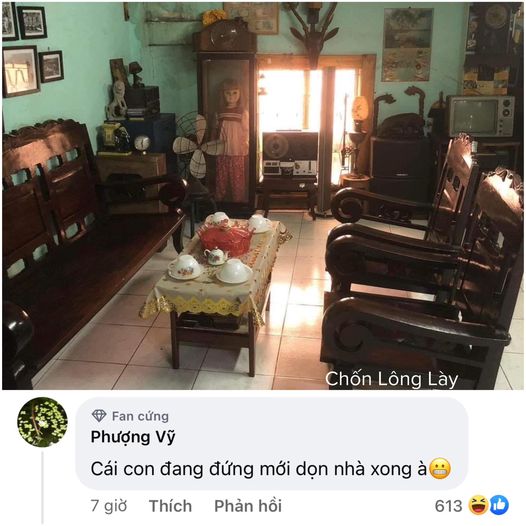 Chốn Lông Lày
Fan cứng
Phượng Vỹ
Cái con đang đứng mới dọn nhà xong à😬
7 giờ Thích Phản hồi 613